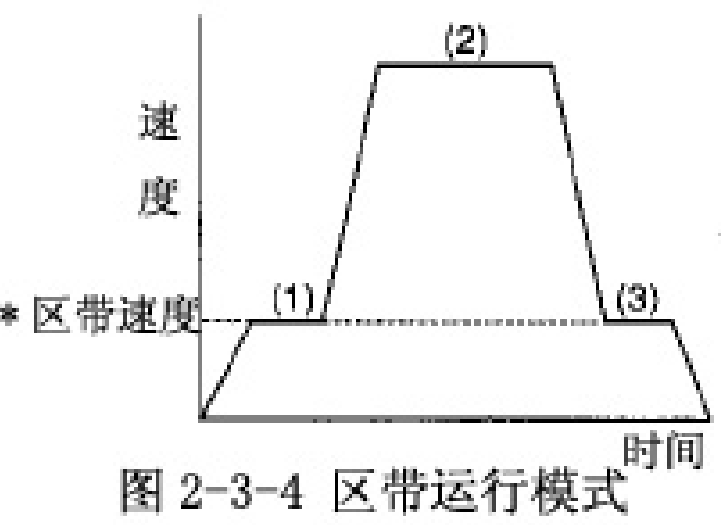 (2)
速
度
(1)
(3)
*区带速度
时间
图 2-3-4 区带运行模式